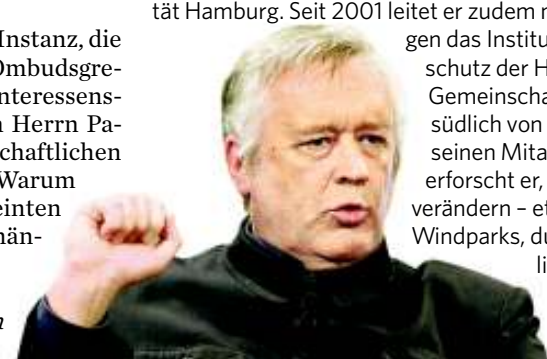 Instanz, die
Ombudsgre-
nteressens-
n Herrn Pa-
chaftlichen
Warum
einten
hän-
tät Hamburg. Seit 2001 leitet er zudem
gen das Institu
schutz der H
Gemeinscha
südlich von
seinen Mita
erforscht er,
verändern – et
Windparks, du
li